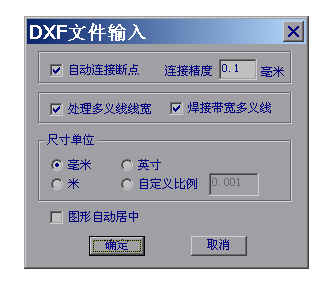 DXF文件输入
自动连接断点 连接精度 0.1 毫米
处理多义线线宽 焊接带宽多义线
尺寸单位
毫米 英寸
米 自定义比例 0.001
图形自动居中
确定 取消